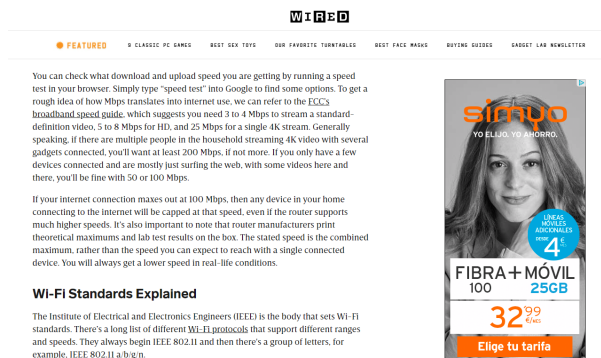 WIRED
FEATURED
9 CLASSIC PC GAMES
BEST SEX TOYS
OUR FAVORITE TURNTABLES
BEST FACE MASKS
BUYING GUIDES
GADGET LAB NEWSLETTER
You can check what download and upload speed you are getting by running a speed
test in your browser. Simply type “speed test” into Google to find some options. To get a
rough idea of how Mbps translates into internet use, we can refer to the FCC's
broadband speed guide, which suggests you need 3 to 4 Mbps to stream a standard-
definition video, 5 to 8 Mbps for HD, and 25 Mbps for a single 4K stream. Generally
speaking, if there are multiple people in the household streaming 4K video with several
gadgets connected, you'll want at least 200 Mbps, if not more. If you only have a few
devices connected and are mostly just surfing the web, with some videos here and
there, you'll be fine with 50 or 100 Mbps.
If your internet connection maxes out at 100 Mbps, then any device in your home
connecting to the internet will be capped at that speed, even if the router supports
much higher speeds. It's also important to note that router manufacturers print
theoretical maximums and lab test results on the box. The stated speed is the combined
maximum, rather than the speed you can expect to reach with a single connected
device. You will always get a lower speed in real-life conditions.
Wi-Fi Standards Explained
The Institute of Electrical and Electronics Engineers (IEEE) is the body that sets Wi-Fi
standards. There's a long list of different Wi-Fi protocols that support different ranges
and speeds. They always begin IEEE 802.11 and then there's a group of letters, for
example, IEEE 802.11 a/b/g/n.
simyo
YO ELIJO. YO AHORRO.
LÍNEAS
MÓVILES
ADICIONALES
DESDE 4€
FIBRA+MÓVIL
100 25GB
32'99 €/MES
Elige tu tarifa